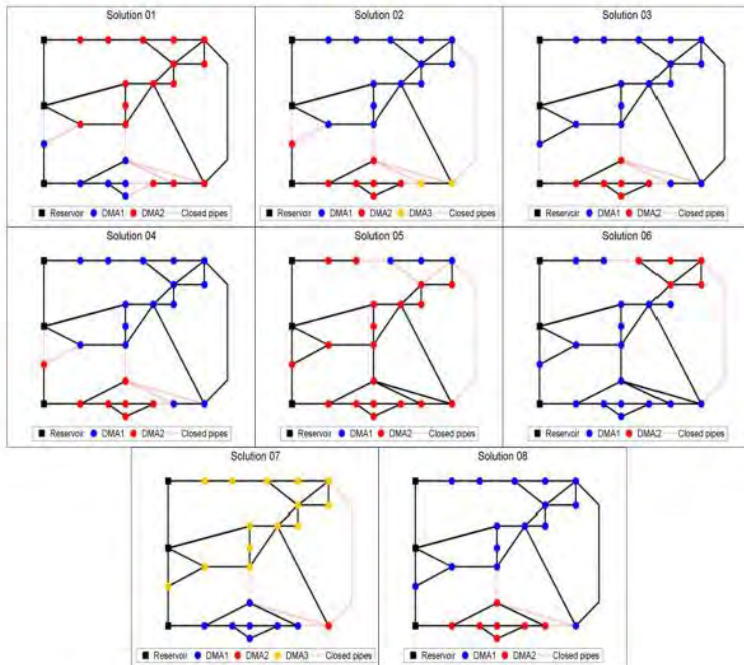 Solution 01
Solution 02
Solution 03
Reservoir DMA1 DMA2 Closed pipes
Reservoir DMA1 DMA2 DMA3 Closed pipes
Reservoir DMA1 DMA2 Closed pipes
Solution 04
Solution 05
Solution 06
Reservoir DMA1 DMA2 Closed pipes
Reservoir DMA1 DMA2 Closed pipes
Reservoir DMA1 DMA2 Closed pipes
Solution 07
Solution 08
Reservoir DMA1 DMA2 DMA3 Closed pipes
Reservoir DMA1 DMA2 Closed pipes